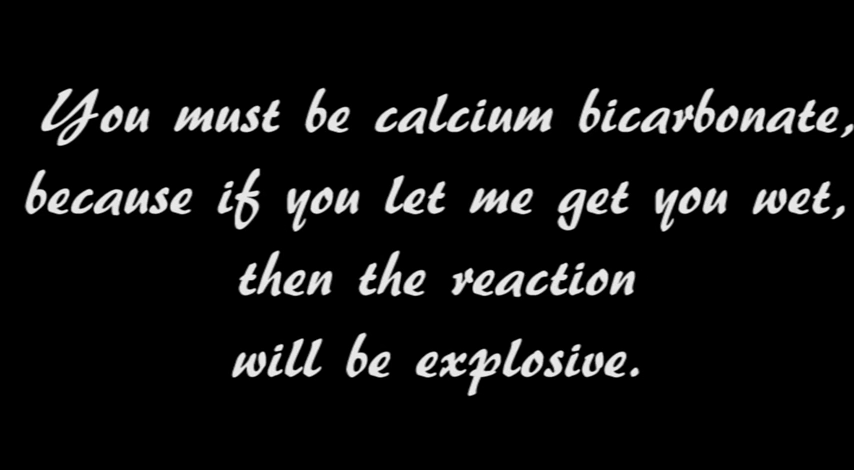 You must be calcium bicarbonate,
because if you let me get you wet,
then the reaction
will be explosive.